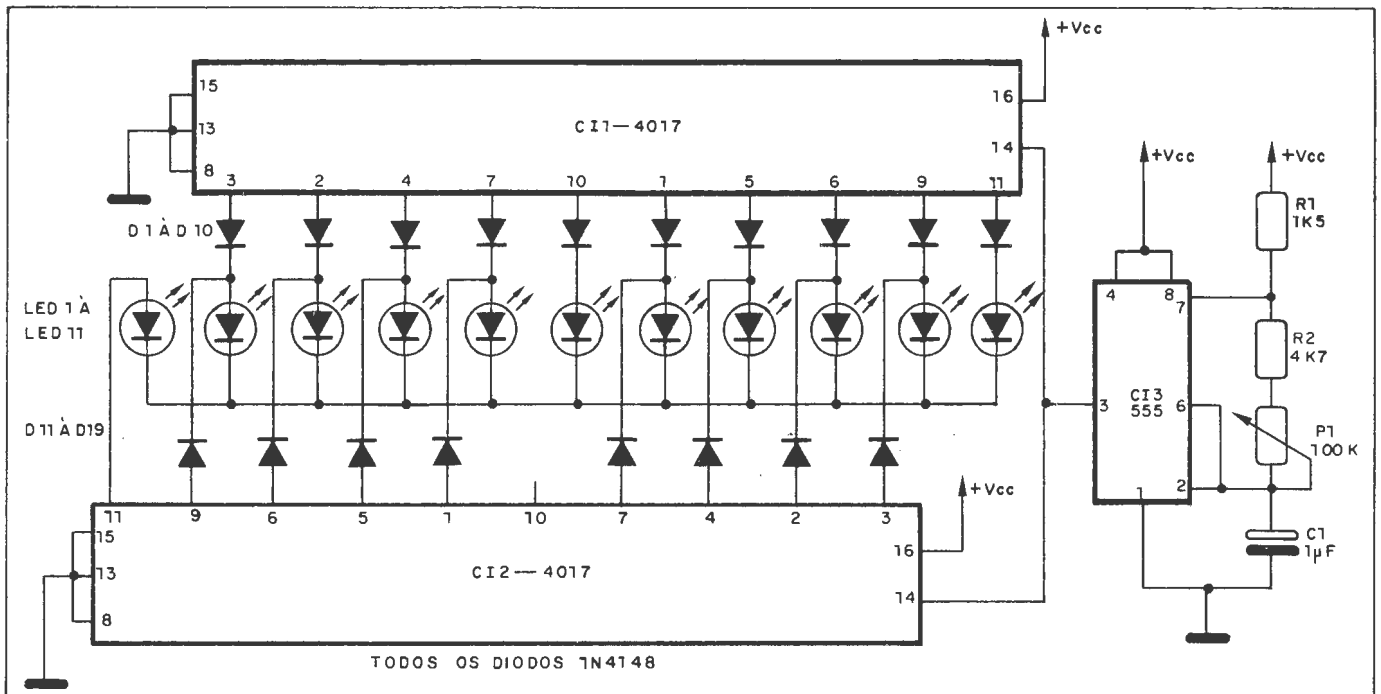 +Vcc
15
13
8
CI1—4017
16
14
3 2 4 7 10 1 5 6 9 11
D1À D10
LED 1 À
LED 11
D11À D19
11 9 6 5 1 10 7 4 2 3
15
13
8
CI2—4017
+Vcc
16
14
TODOS OS DIODOS 1N4148
+Vcc
+Vcc
R1
1K5
4 8
7
R2
4K7
3
CI3
555
6
P1
100K
1
2
C1
1µF